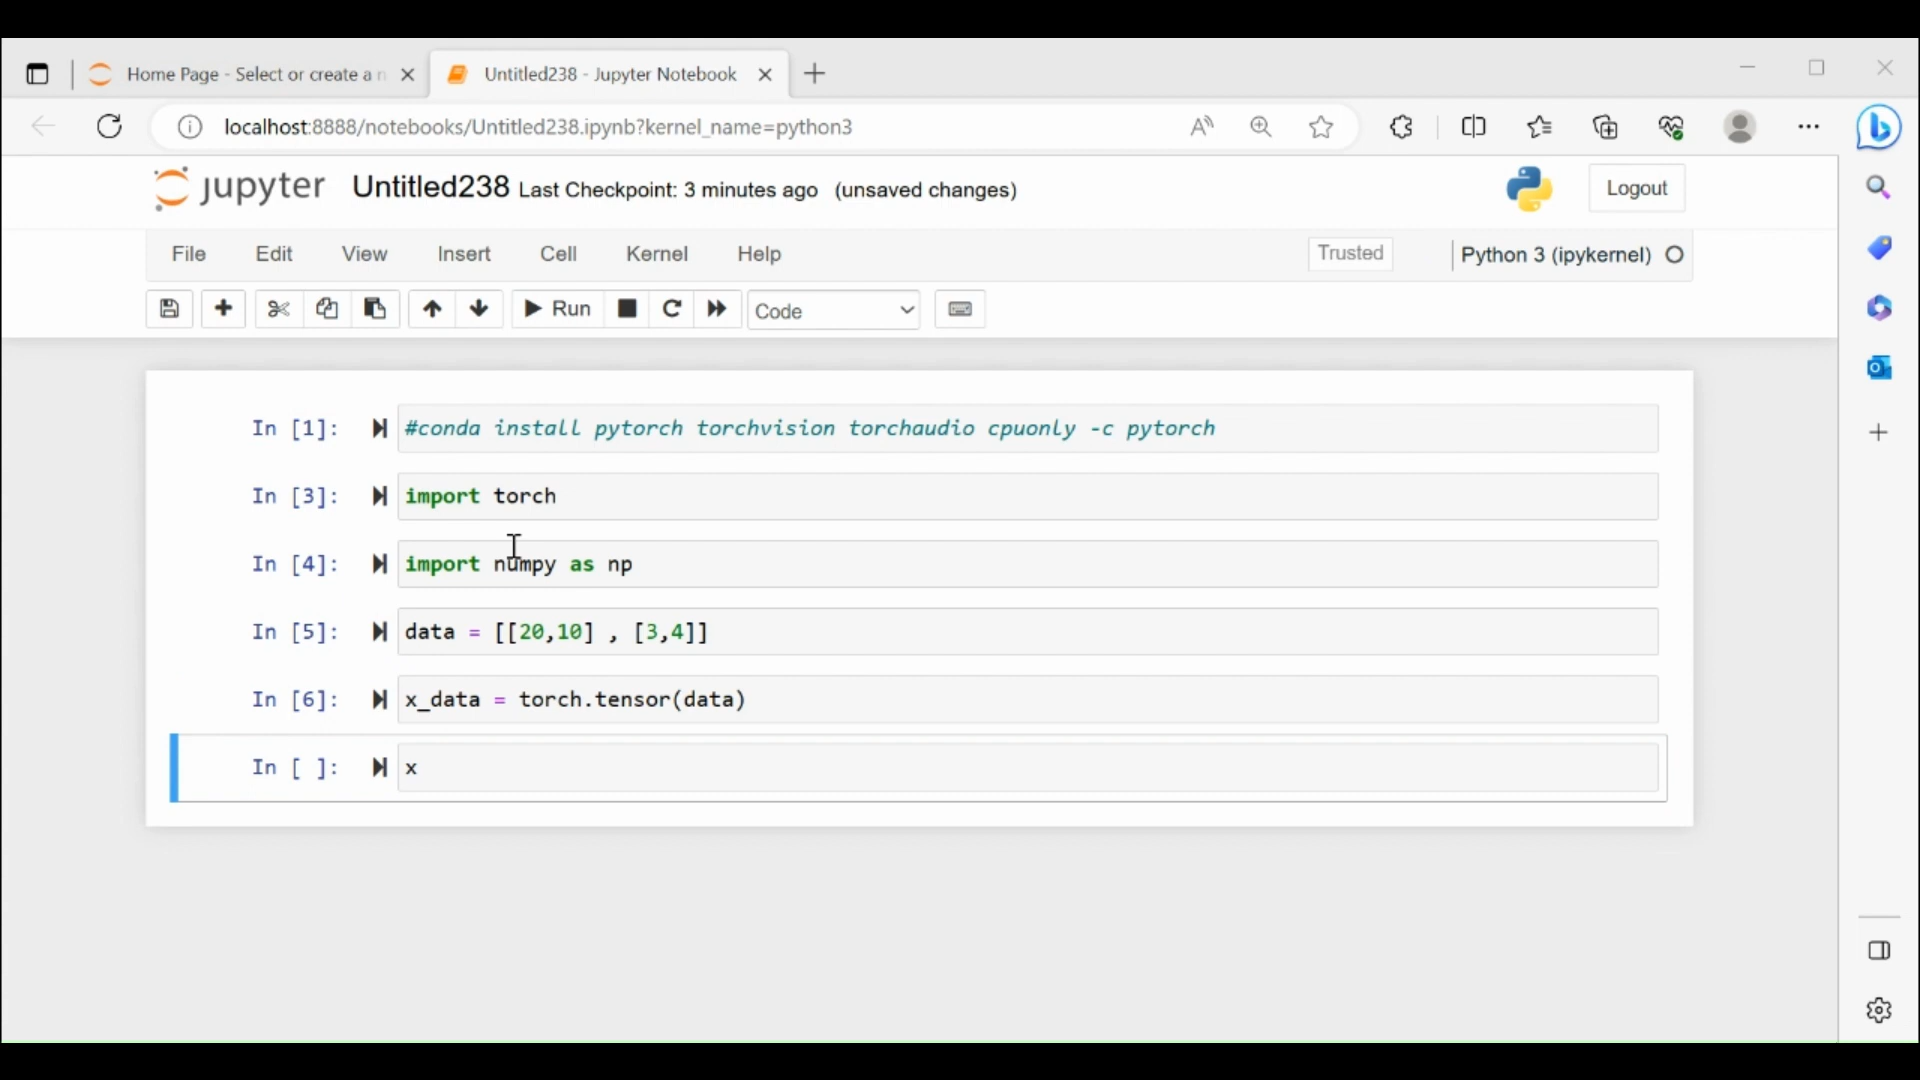 Home Page - Select or create a n
Untitled238 - Jupyter Notebook
localhost:8888/notebooks/Untitled238.ipynb?kernel_name=python3
jupyter Untitled238 Last Checkpoint: 3 minutes ago (unsaved changes)
Logout
File Edit View Insert Cell Kernel Help
Trusted
Python 3 (ipykernel)
Run
Code
In [1]: #conda install pytorch torchvision torchaudio cpuonly -c pytorch
In [3]: import torch
In [4]: import numpy as np
In [5]: data = [[20,10] , [3,4]]
In [6]: x_data = torch.tensor(data)
In [ ]: x